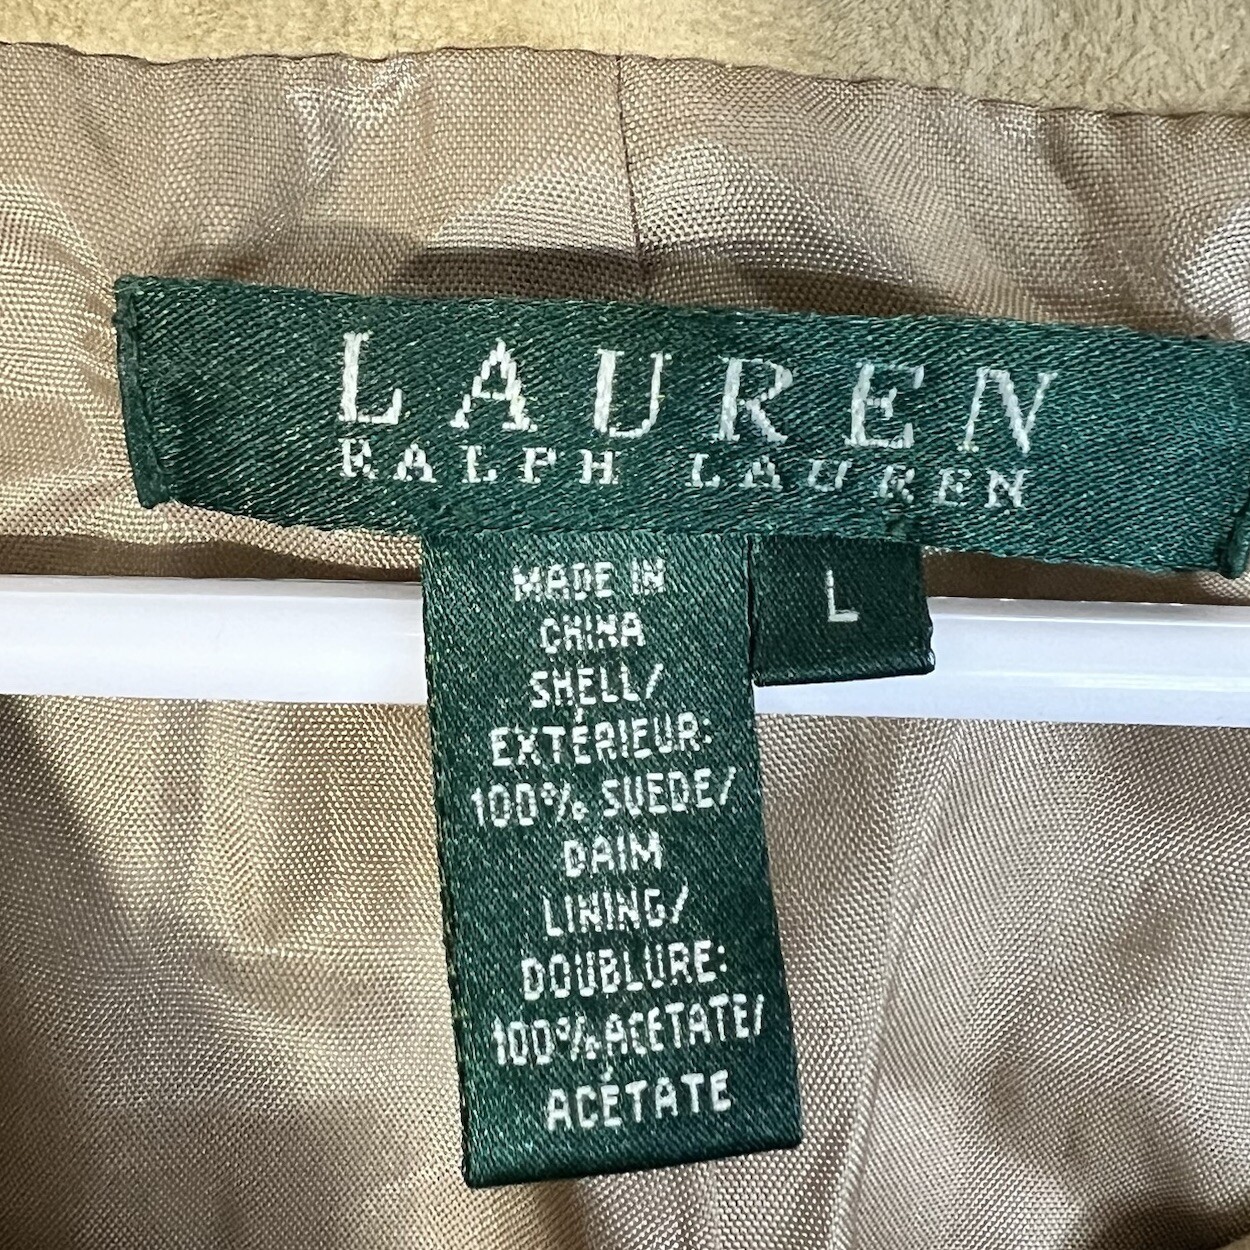 LAUREN
RALPH LAUREN
MADE IN
CHINA
SHELL/
EXTÉRIEUR:
100% SUEDE/
DAIM
LINING/
DOUBLURE:
100% ACETATE/
ACÉTATE
L